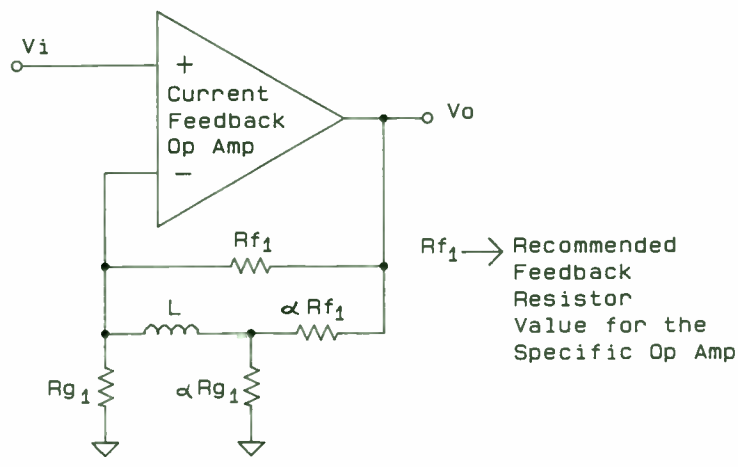 Vi
+
Current
Feedback
Op Amp
−
Vo
Rf1
Rf1 → Recommended
Feedback
Resistor
Value for the
Specific Op Amp
L
αRf1
Rg1
αRg1